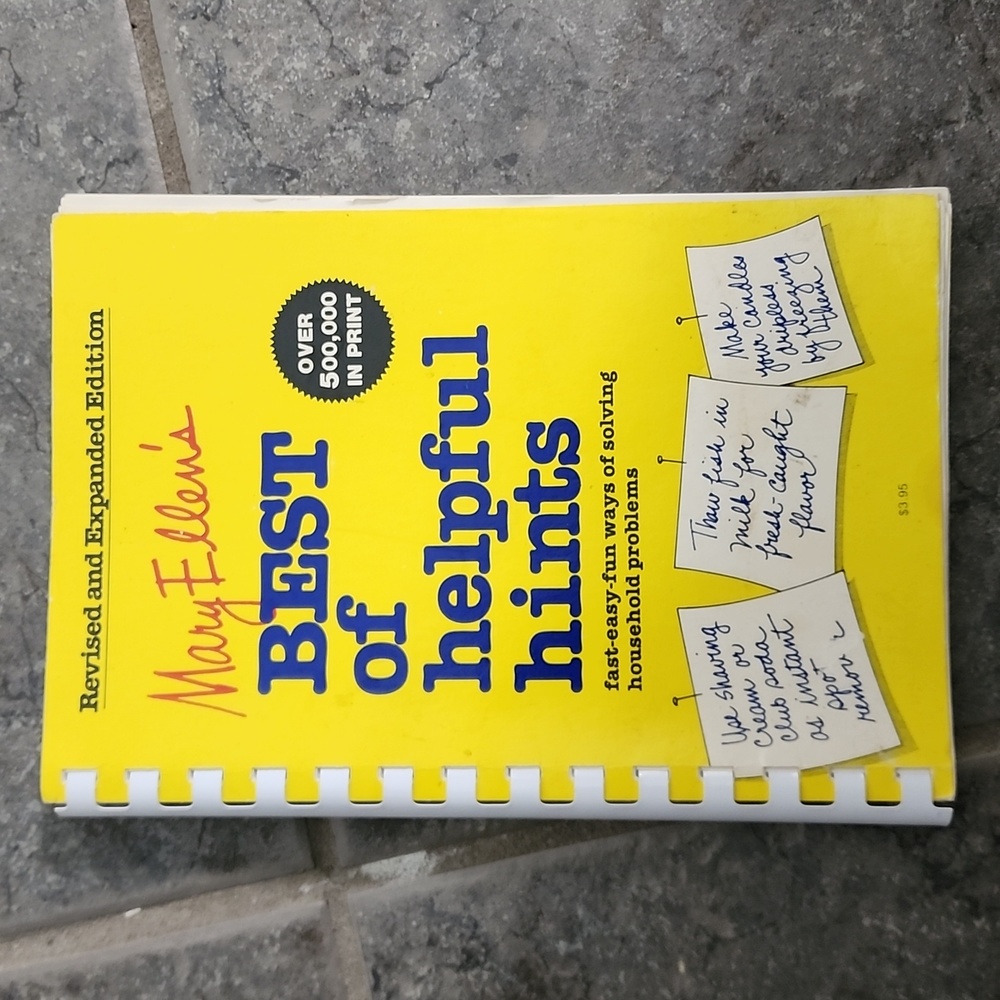 Revised and Expanded Edition
Mary Ellen's
BEST
of
helpful
hints
OVER
500,000
IN PRINT
fast-easy-fun ways of solving
household problems
Use shaving
cream or
club soda
as instant
spot
remov
Thaw fish in
milk for
fresh-caught
flavor
Make
your candles
dripless
by freezing
them
$3.95